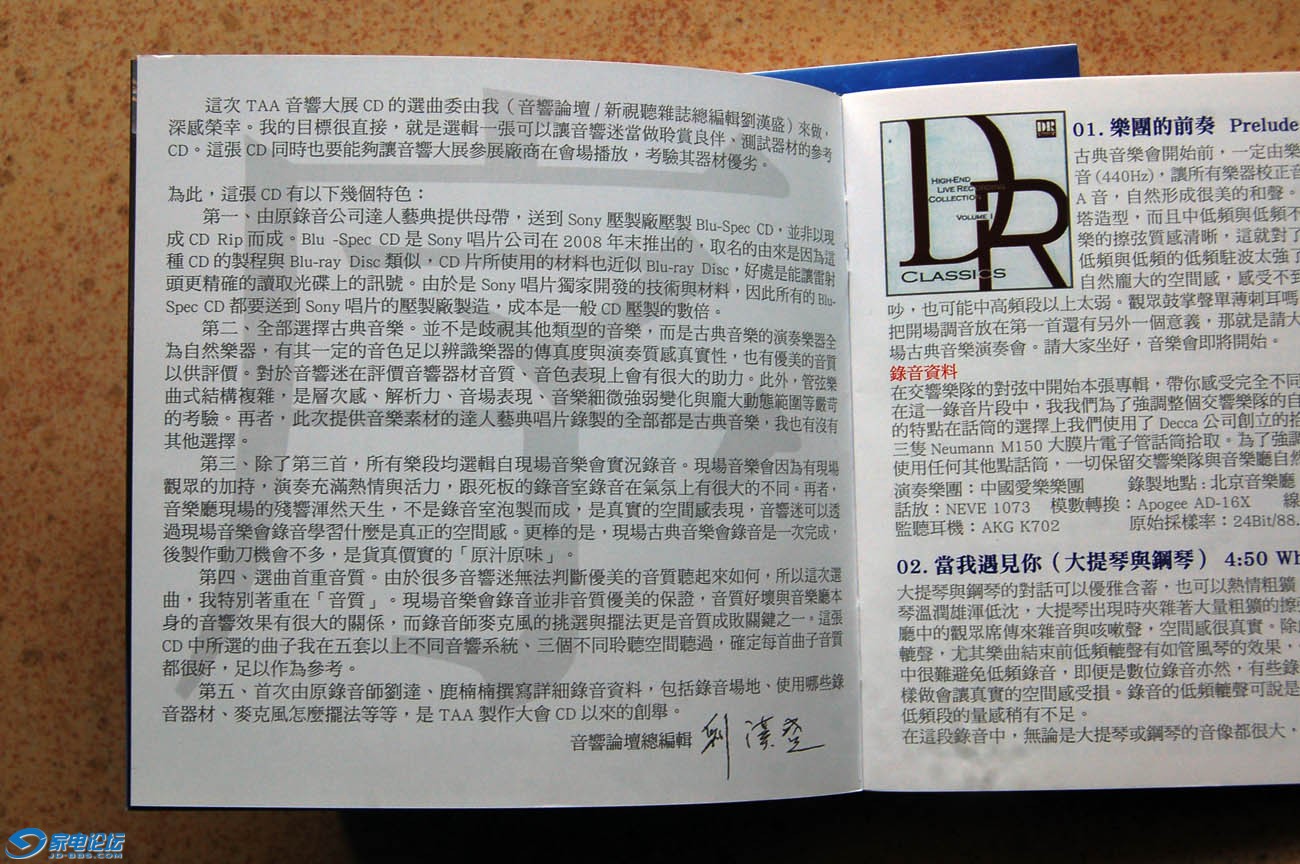 這次 TAA 音響大展 CD 的選曲委由我（音響論壇 / 新視聽雜誌總編輯劉漢盛）來做，
深感榮幸。我的目標很直接，就是選輯一張可以讓音響迷當做聆賞良伴、測試器材的參考
CD。這張 CD 同時也要能夠讓音響大展參展廠商在會場播放，考驗其器材優劣。
為此，這張 CD 有以下幾個特色：
第一、由原錄音公司達人藝典提供母帶，送到 Sony 壓製廠壓製 Blu-Spec CD，並非以現
成 CD Rip 而成。Blu -Spec CD 是 Sony 唱片公司在 2008 年末推出的，取名的由來是因為這
種 CD 的製程與 Blu-ray Disc 類似，CD 片所使用的材料也近似 Blu-ray Disc，好處是能讓雷射
頭更精確的讀取光碟上的訊號。由於是 Sony 唱片獨家開發的技術與材料，因此所有的 Blu-
Spec CD 都要送到 Sony 唱片的壓製廠製造，成本是一般 CD 壓製的數倍。
第二、全部選擇古典音樂。並不是歧視其他類型的音樂，而是古典音樂的演奏樂器全
為自然樂器，有其一定的音色足以辨識樂器的傳真度與演奏質感真實性，也有優美的音質
以供評價。對於音響迷在評價音響器材音質、音色表現上會有很大的助力。此外，管弦樂
曲式結構複雜，是層次感、解析力、音場表現、音樂細微強弱變化與龐大動態範圍等嚴苛
的考驗。再者，此次提供音樂素材的達人藝典唱片錄製的全部都是古典音樂，我也有沒有
其他選擇。
第三、除了第三首，所有樂段均選輯自現場音樂會實況錄音。現場音樂會因為有現場
觀眾的加持，演奏充滿熱情與活力，跟死板的錄音室錄音在氣氛上有很大的不同。再者，
音樂廳現場的殘響渾然天生，不是錄音室泡製而成，是真實的空間感表現，音響迷可以透
過現場音樂會錄音學習什麼是真正的空間感。更棒的是，現場古典音樂會錄音是一次完成，
後製作動刀機會不多，是貨真價實的「原汁原味」。
第四、選曲首重音質。由於很多音響迷無法判斷優美的音質聽起來如何，所以這次選
曲，我特別著重在「音質」。現場音樂會錄音並非音質優美的保證，音質好壞與音樂廳本
身的音響效果有很大的關係，而錄音師麥克風的挑選與擺法更是音質成敗關鍵之一。這張
CD 中所選的曲子我在五套以上不同音響系統、三個不同聆聽空間聽過，確定每首曲子音質
都很好，足以作為參考。
第五、首次由原錄音師劉達、鹿楠楠撰寫詳細錄音資料，包括錄音場地、使用哪些錄
音器材、麥克風怎麼擺法等等，是 TAA 製作大會 CD 以來的創舉。
音響論壇總編輯 劉漢盛
DR
HIGH-END
LIVE RECORDING
COLLECTION
VOLUME I
CLASSICS
01. 樂團的前奏 Prelude
古典音樂會開始前，一定由樂
音 (440Hz)，讓所有樂器校正音
A 音，自然形成很美的和聲。
塔造型，而且中低頻與低頻不
樂的擦弦質感清晰，這就對了
低頻與低頻的低頻駐波太強了
自然龐大的空間感，感受不到
吵，也可能中高頻段以上太弱。觀眾鼓掌聲單薄刺耳嗎
把開場調音放在第一首還有另外一個意義，那就是請大
場古典音樂演奏會。請大家坐好，音樂會即將開始。
錄音資料
在交響樂隊的對弦中開始本張專輯，帶你感受完全不同
在這一錄音片段中，我我們為了強調整個交響樂隊的自
的特點在話筒的選擇上我們使用了 Decca 公司創立的拾
三隻 Neumann M150 大膜片電子管話筒拾取。為了強調
使用任何其他點話筒，一切保留交響樂隊與音樂廳自然
演奏樂團：中國愛樂樂團 錄製地點：北京音樂廳
話放：NEVE 1073 模數轉換：Apogee AD-16X 線
監聽耳機：AKG K702 原始採樣率：24Bit/88.
02. 當我遇見你（大提琴與鋼琴） 4:50 Wh
大提琴與鋼琴的對話可以優雅含蓄，也可以熱情粗獷
琴溫潤雄渾低沈，大提琴出現時夾雜著大量粗獷的擦
廳中的觀眾席傳來雜音與咳嗽聲，空間感很真實。除
轆聲，尤其樂曲結束前低頻轆聲有如管風琴的效果，
中很難避免低頻錄音，即便是數位錄音亦然，有些錄
樣做會讓真實的空間感受損。錄音的低頻轆聲可說是
低頻段的量感稍有不足。
在這段錄音中，無論是大提琴或鋼琴的音像都很大，
家电论坛
JD-BBS.COM